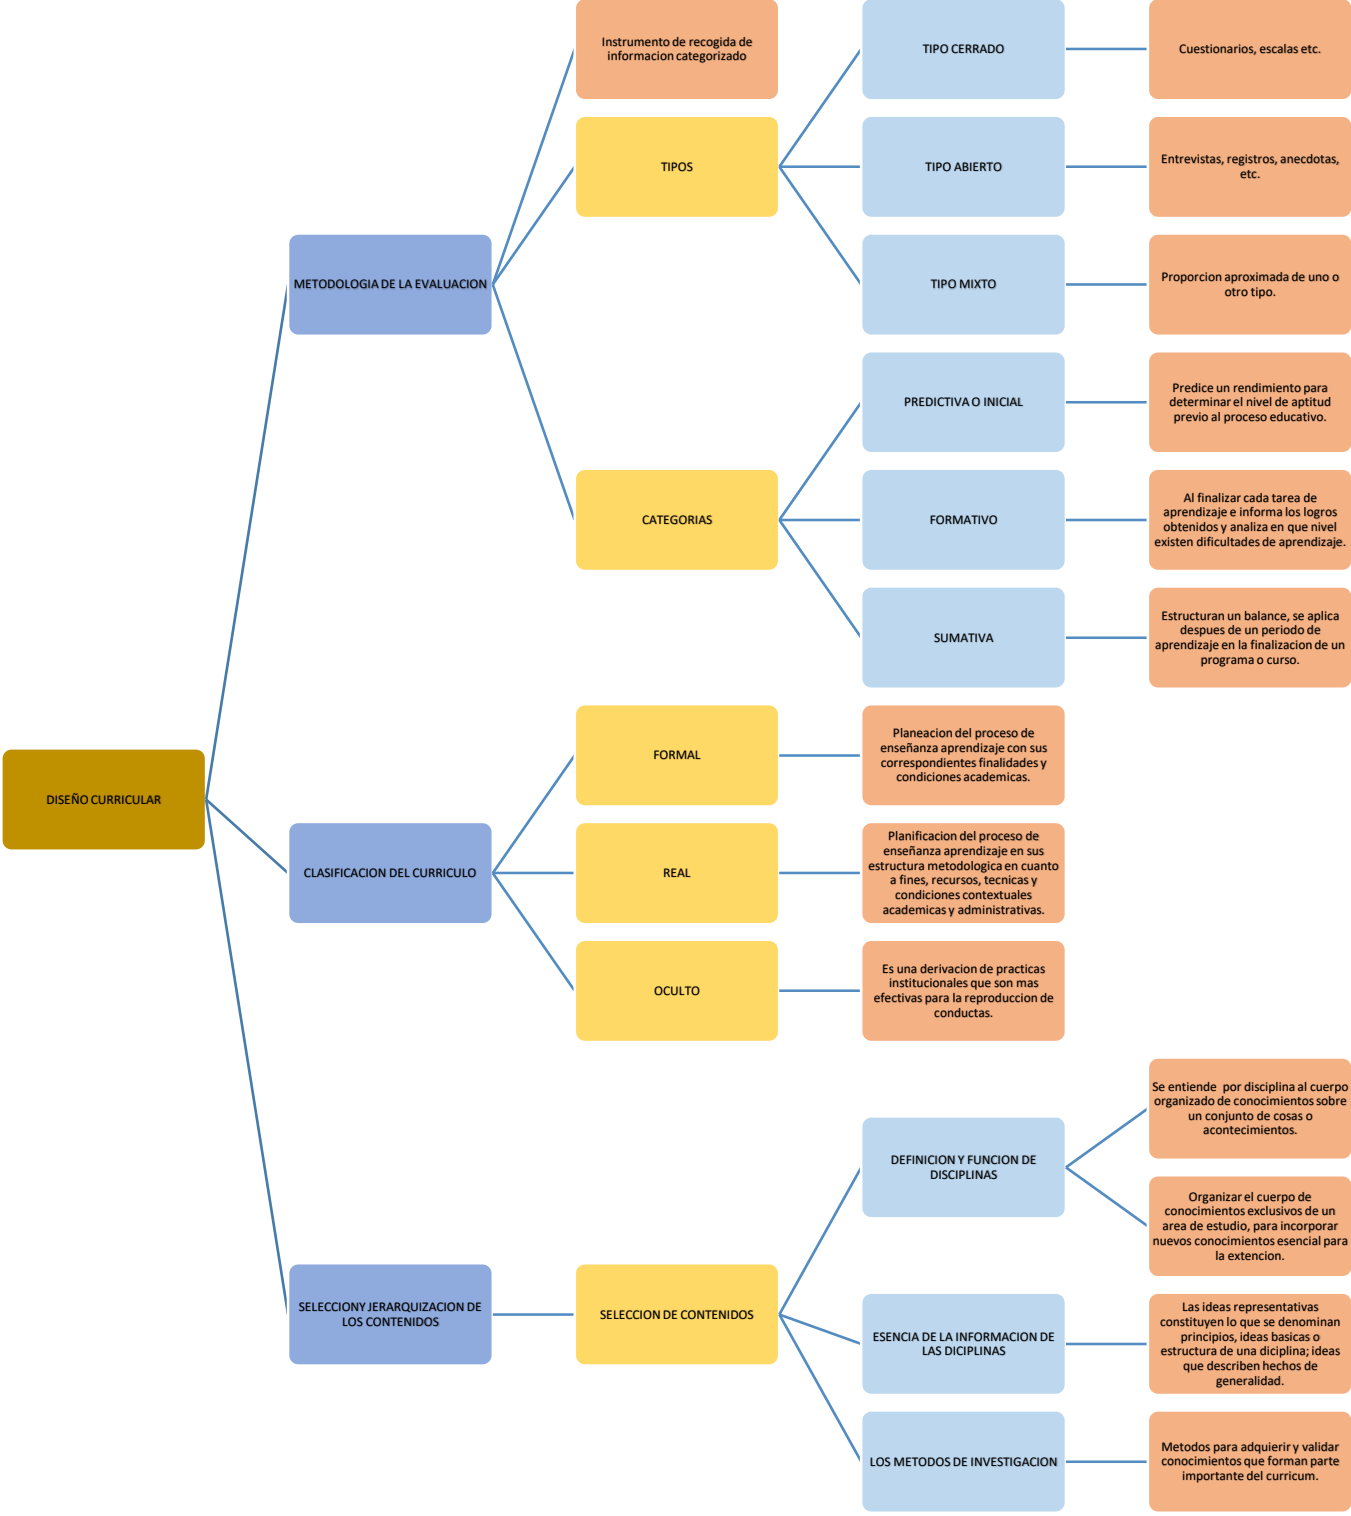 DISEÑO CURRICULAR
METODOLOGIA DE LA EVALUACION
Instrumento de recogida de
informacion categorizado
TIPOS
TIPO CERRADO
Cuestionarios, escalas etc.
TIPO ABIERTO
Entrevistas, registros, anecdotas,
etc.
TIPO MIXTO
Proporcion aproximada de uno o
otro tipo.
CATEGORIAS
PREDICTIVA O INICIAL
Predice un rendimiento para
determinar el nivel de aptitud
previo al proceso educativo.
FORMATIVO
Al finalizar cada tarea de
aprendizaje e informa los logros
obtenidos y analiza en que nivel
existen dificultades de aprendizaje.
SUMATIVA
Estructuran un balance, se aplica
despues de un periodo de
aprendizaje en la finalizacion de un
programa o curso.
CLASIFICACION DEL CURRICULO
FORMAL
Planeacion del proceso de
enseñanza aprendizaje con sus
correspondientes finalidades y
condiciones academicas.
REAL
Planificacion del proceso de
enseñanza aprendizaje en sus
estructura metodologica en cuanto
a fines, recursos, tecnicas y
condiciones contextuales
academicas y administrativas.
OCULTO
Es una derivacion de practicas
institucionales que son mas
efectivas para la reproduccion de
conductas.
SELECCION Y JERARQUIZACION DE
LOS CONTENIDOS
SELECCION DE CONTENIDOS
DEFINICION Y FUNCION DE
DISCIPLINAS
Se entiende por disciplina al cuerpo
organizado de conocimientos sobre
un conjunto de cosas o
acontecimientos.
Organizar el cuerpo de
conocimientos exclusivos de un
area de estudio, para incorporar
nuevos conocimientos esencial para
la extencion.
ESENCIA DE LA INFORMACION DE
LAS DICIPLINAS
Las ideas representativas
constituyen lo que se denominan
principios, ideas basicas o
estructura de una diciplina; ideas
que describen hechos de
generalidad.
LOS METODOS DE INVESTIGACION
Metodos para adquierir y validar
conocimientos que forman parte
importante del curricum.